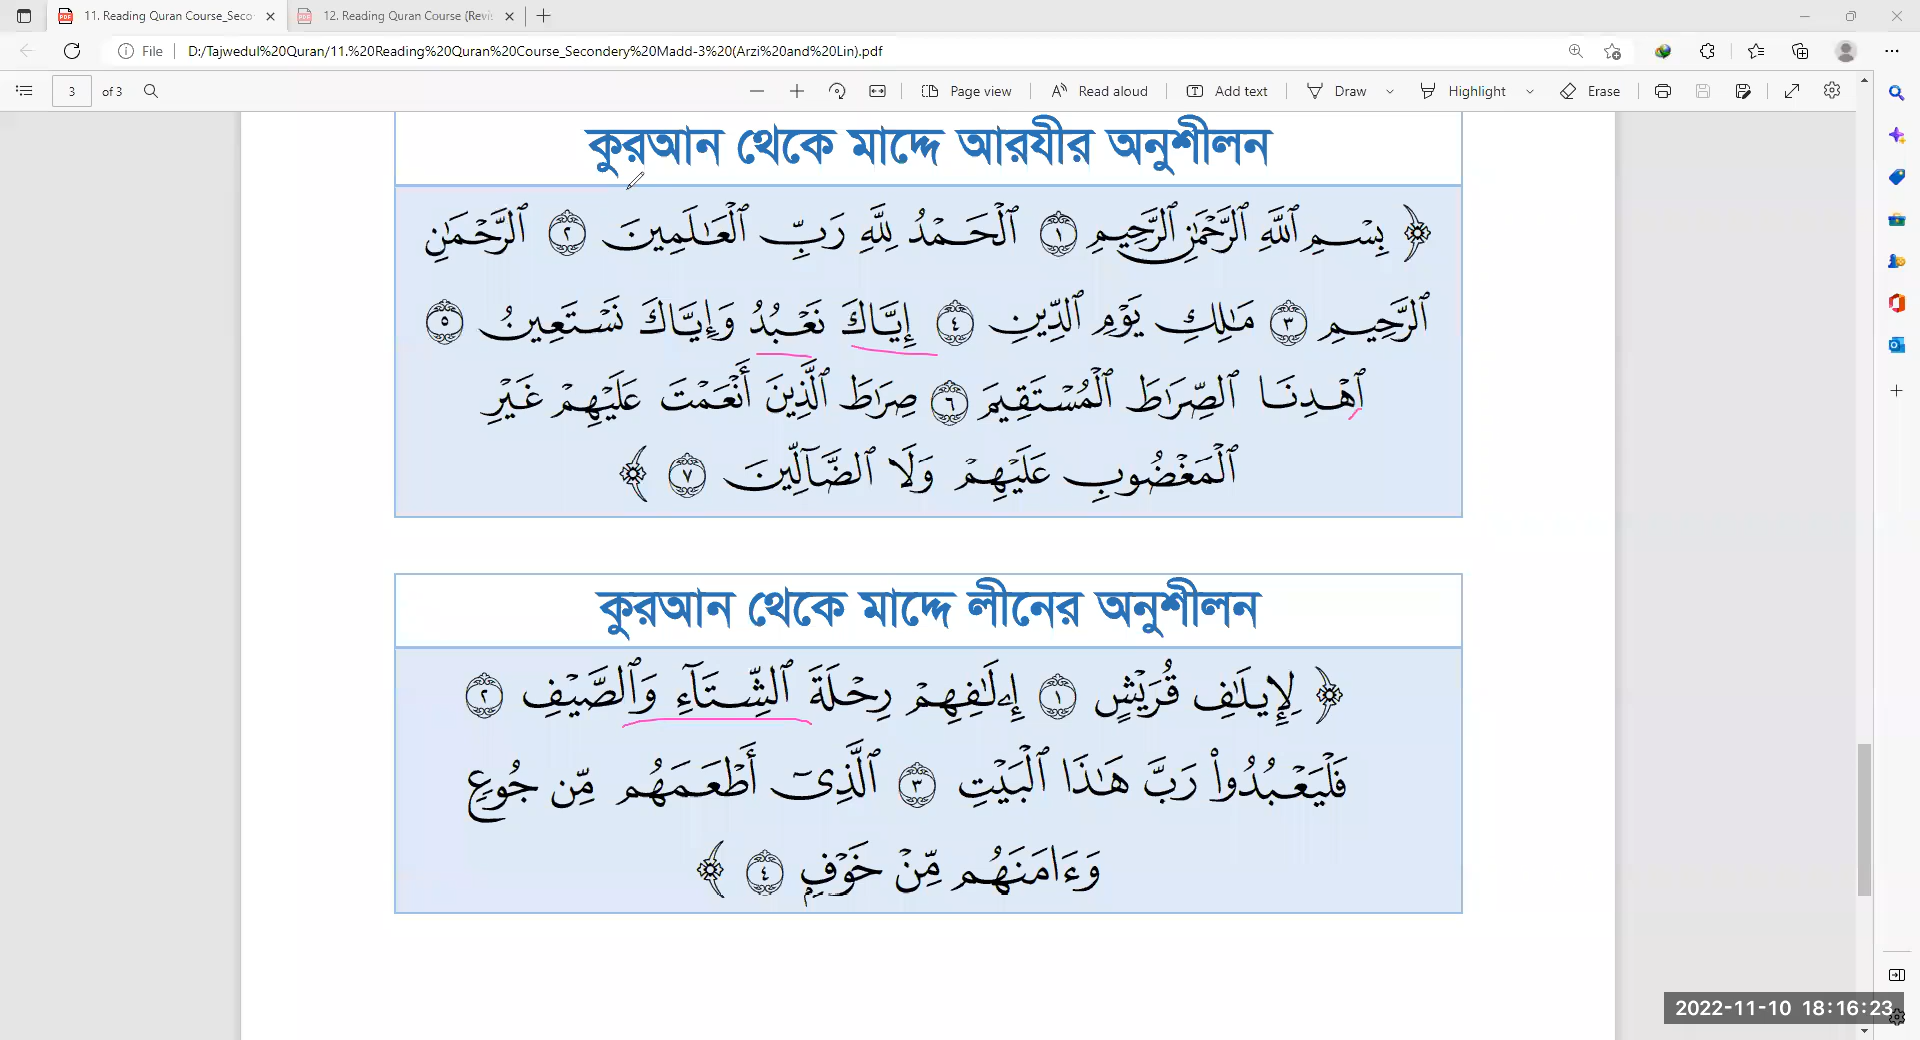 11. Reading Quran Course_Seco
12. Reading Quran Course (Revi
File
D:/Tajwedul%20Quran/11.%20Reading%20Quran%20Course_Secondery%20Madd-3%20(Arzi%20and%20Lin).pdf
3 of 3
Page view
Read aloud
Add text
Draw
Highlight
Erase
কুরআন থেকে মাদ্দে আরযীর অনুশীলন
﴿ بِسْمِ ٱللَّهِ ٱلرَّحْمَٰنِ ٱلرَّحِيمِ ١ ٱلْحَمْدُ لِلَّهِ رَبِّ ٱلْعَٰلَمِينَ ٢ ٱلرَّحْمَٰنِ
ٱلرَّحِيمِ ٣ مَٰلِكِ يَوْمِ ٱلدِّينِ ٤ إِيَّاكَ نَعْبُدُ وَإِيَّاكَ نَسْتَعِينُ ٥
ٱهْدِنَا ٱلصِّرَٰطَ ٱلْمُسْتَقِيمَ ٦ صِرَٰطَ ٱلَّذِينَ أَنْعَمْتَ عَلَيْهِمْ غَيْرِ
ٱلْمَغْضُوبِ عَلَيْهِمْ وَلَا ٱلضَّآلِّينَ ٧ ﴾
কুরআন থেকে মাদ্দে লীনের অনুশীলন
﴿ لِإِيلَٰفِ قُرَيْشٍ ١ إِۦلَٰفِهِمْ رِحْلَةَ ٱلشِّتَآءِ وَٱلصَّيْفِ ٢
فَلْيَعْبُدُوا۟ رَبَّ هَٰذَا ٱلْبَيْتِ ٣ ٱلَّذِىٓ أَطْعَمَهُم مِّن جُوعٍ
وَءَامَنَهُم مِّنْ خَوْفٍۭ ٤ ﴾
2022-11-10 18:16:23